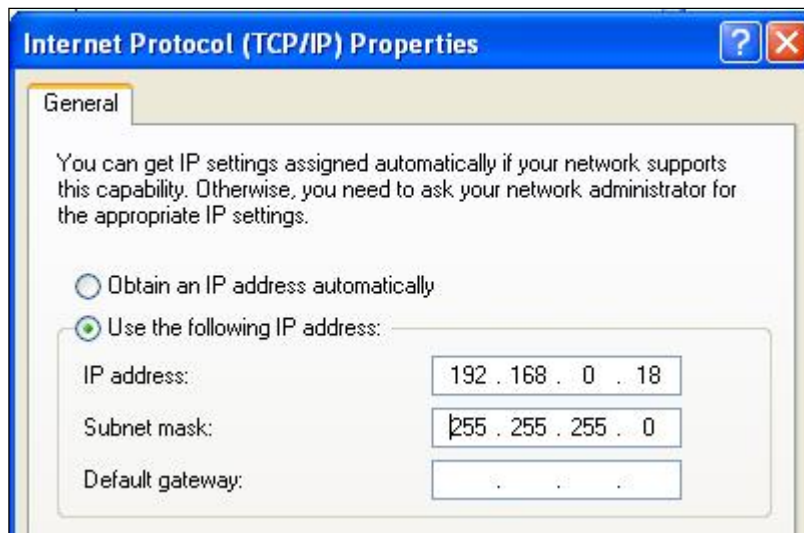 Internet Protocol (TCP/IP) Properties
General
You can get IP settings assigned automatically if your network supports
this capability. Otherwise, you need to ask your network administrator for
the appropriate IP settings.
Obtain an IP address automatically
Use the following IP address:
IP address: 192 . 168 . 0 . 18
Subnet mask: 255 . 255 . 255 . 0
Default gateway: . . .